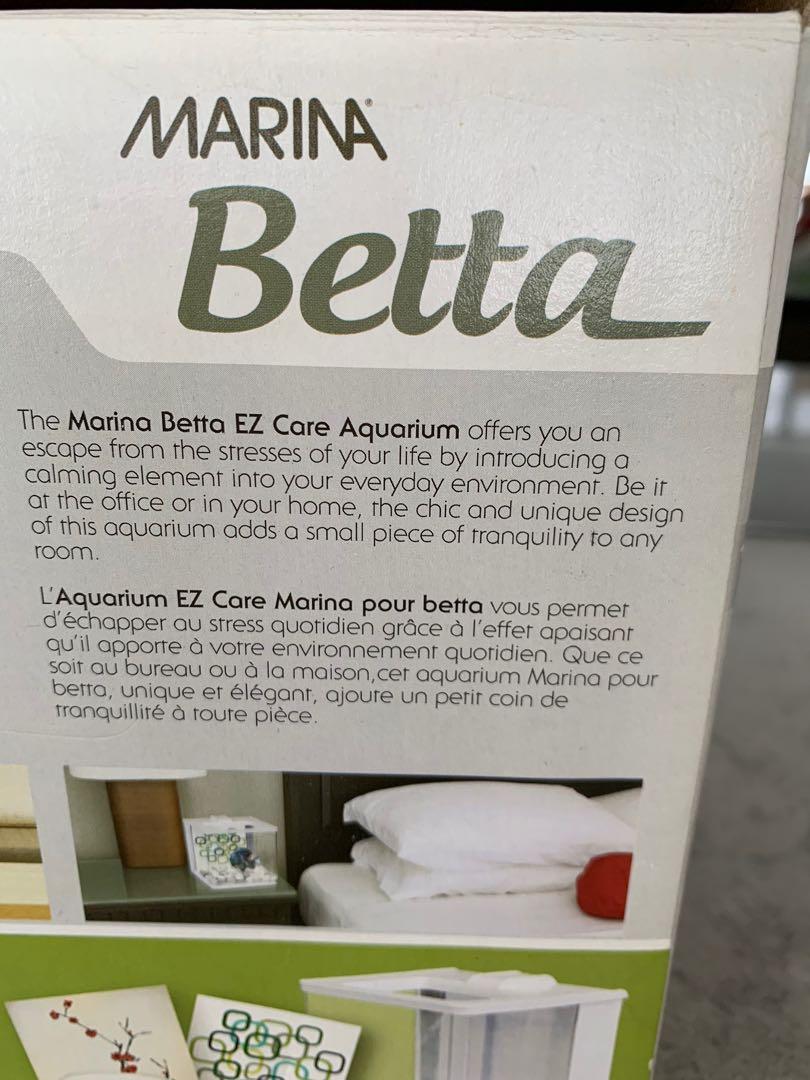 MARINA®
Betta
The Marina Betta EZ Care Aquarium offers you an
escape from the stresses of your life by introducing a
calming element into your everyday environment. Be it
at the office or in your home, the chic and unique design
of this aquarium adds a small piece of tranquility to any
room.
L'Aquarium EZ Care Marina pour betta vous permet
d'échapper au stress quotidien grâce à l'effet apaisant
qu'il apporte à votre environnement quotidien. Que ce
soit au bureau ou à la maison,cet aquarium Marina pour
betta, unique et élégant, ajoute un petit coin de
tranquillité à toute pièce.